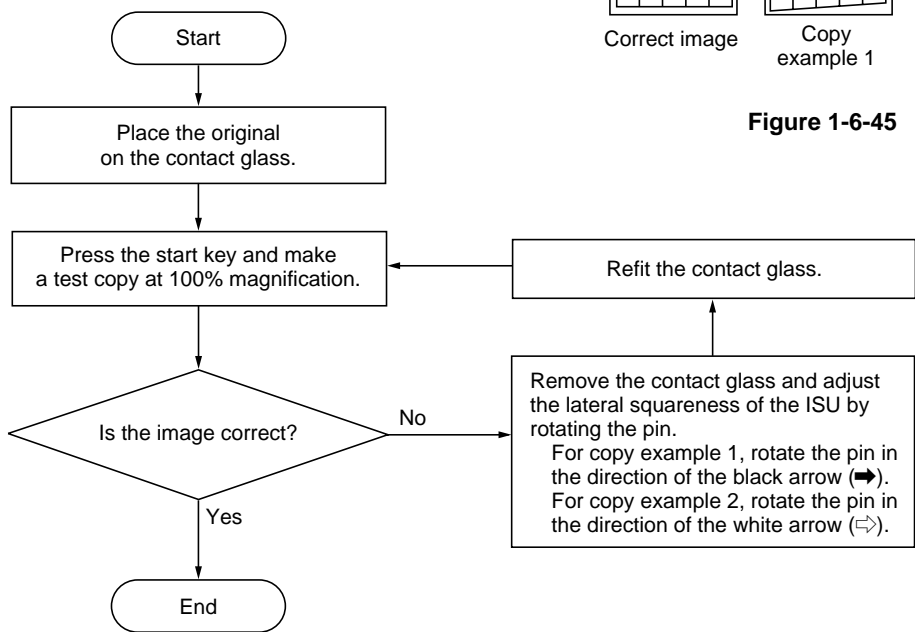 Correct image
Copy
example 1
Figure 1-6-45
Start
Place the original
on the contact glass.
Press the start key and make
a test copy at 100% magnification.
Refit the contact glass.
Is the image correct?
No
Remove the contact glass and adjust
the lateral squareness of the ISU by
rotating the pin.
For copy example 1, rotate the pin in
the direction of the black arrow (➡).
For copy example 2, rotate the pin in
the direction of the white arrow (⇨).
Yes
End